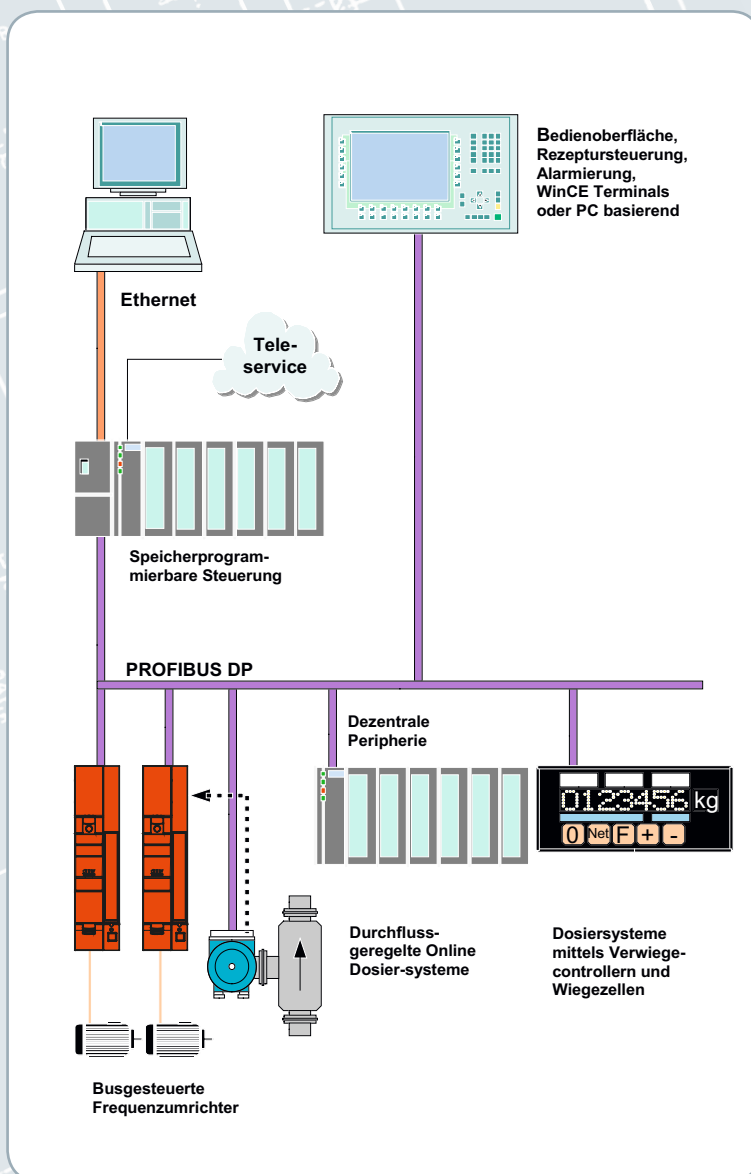 Bedienoberfläche,
Rezeptursteuerung,
Alarmierung,
WinCE Terminals
oder PC basierend
Ethernet
Tele-
service
Speicherprogram-
mierbare Steuerung
PROFIBUS DP
Dezentrale
Peripherie
0123456 kg
0 Net F + -
Durchfluss-
geregelte Online
Dosier-systeme
Dosiersysteme
mittels Verwiege-
controllern und
Wiegezellen
Busgesteuerte
Frequenzumrichter